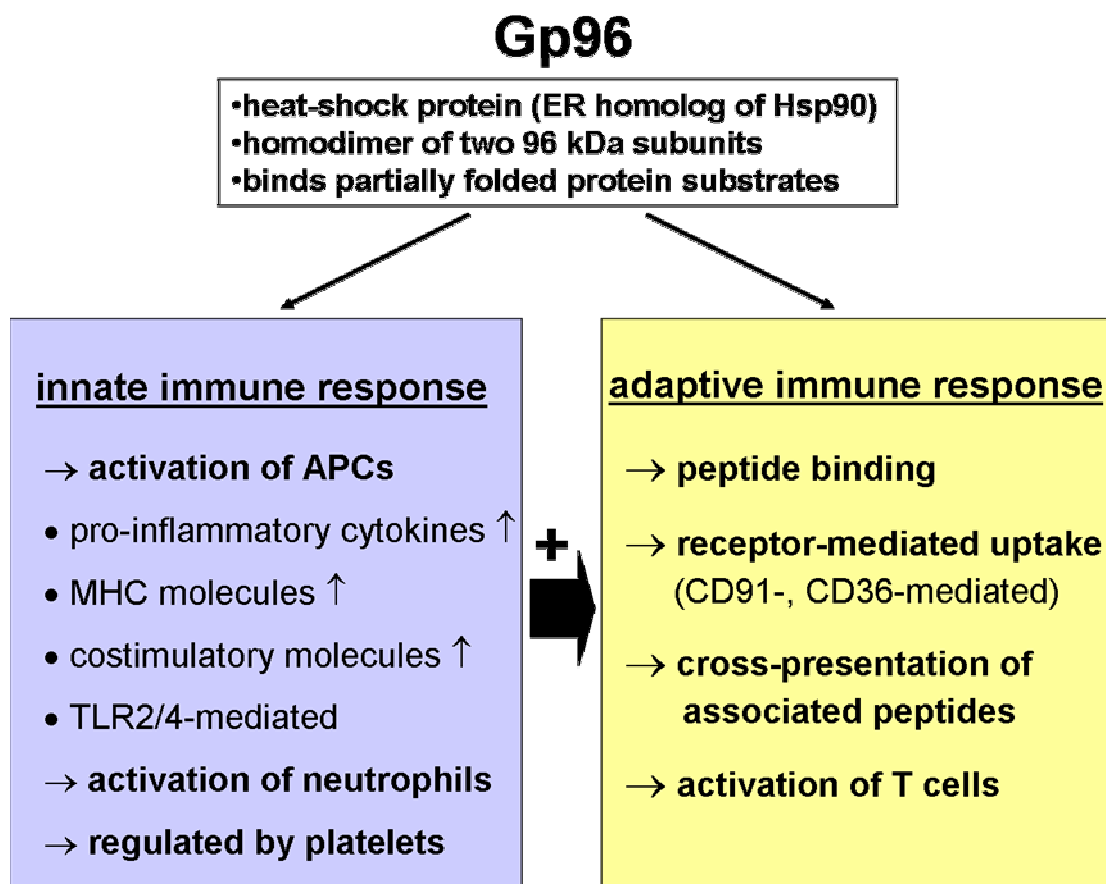 Gp96
•heat-shock protein (ER homolog of Hsp90)
•homodimer of two 96 kDa subunits
•binds partially folded protein substrates
innate immune response
→ activation of APCs
• pro-inflammatory cytokines ↑
• MHC molecules ↑
• costimulatory molecules ↑
• TLR2/4-mediated
→ activation of neutrophils
→ regulated by platelets
+
adaptive immune response
→ peptide binding
→ receptor-mediated uptake
(CD91-, CD36-mediated)
→ cross-presentation of
associated peptides
→ activation of T cells